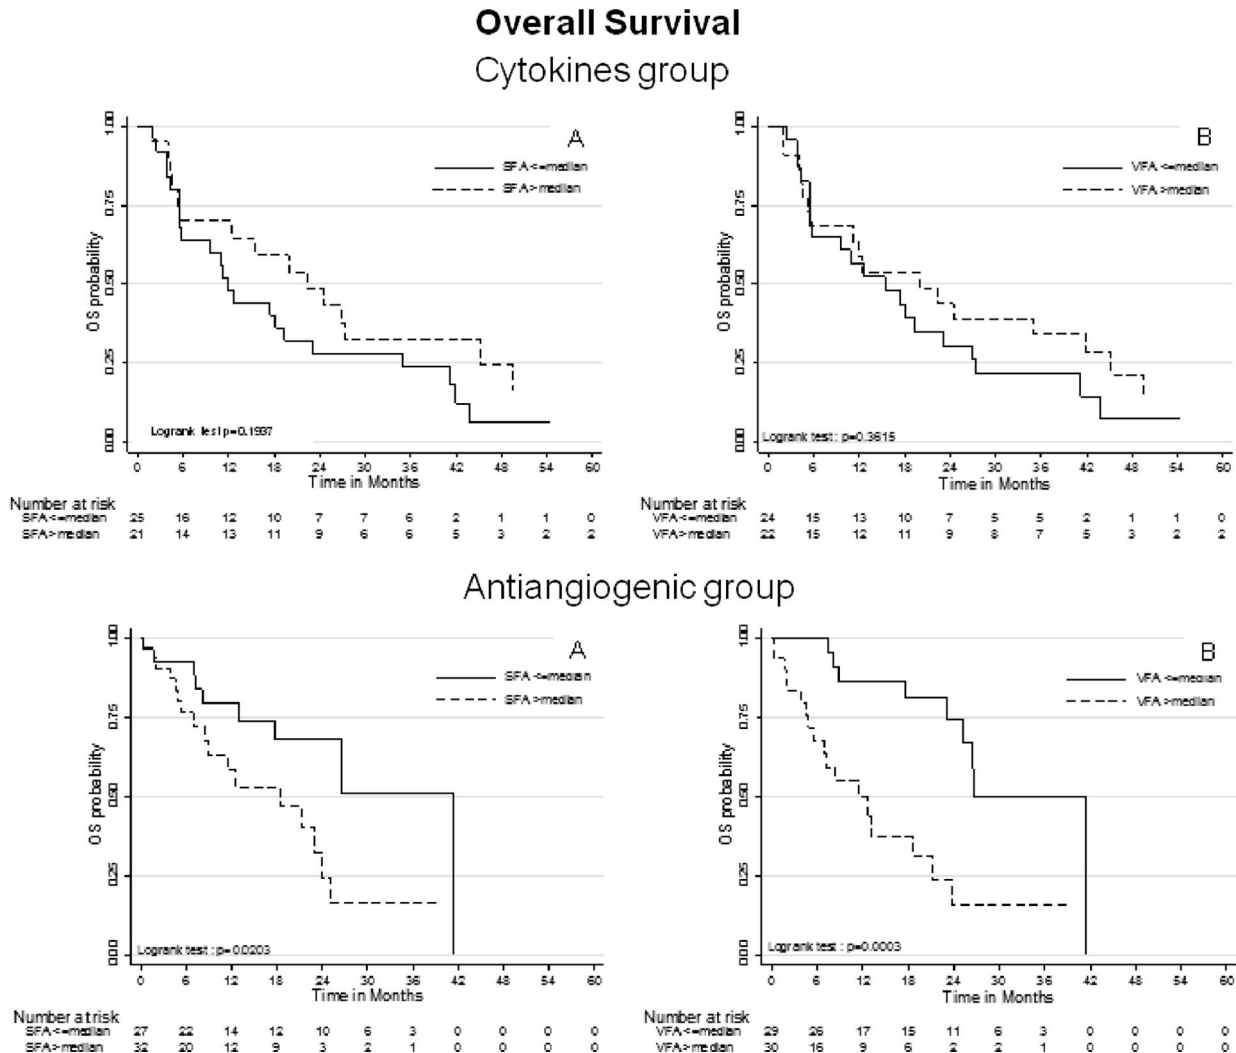 Overall Survival
Cytokines group
A
SFA <=median
SFA >median
OS probability
1.00
0.75
0.50
0.25
0.00
Logrank test p=0.1937
0 6 12 18 24 30 36 42 48 54 60
Time in Months
Number at risk
SFA <=median 25 16 12 10 7 7 6 2 1 1 0
SFA >median 21 14 13 11 9 6 6 5 3 2 2
B
VFA <=median
VFA >median
OS probability
1.00
0.75
0.50
0.25
0.00
Logrank test : p=0.3615
0 6 12 18 24 30 36 42 48 54 60
Time in Months
Number at risk
VFA <=median 24 15 13 10 7 5 5 2 1 1 0
VFA >median 22 15 12 11 9 8 7 5 3 2 2
Antiangiogenic group
A
SFA <=median
SFA >median
OS probability
1.00
0.75
0.50
0.25
0.00
Logrank test : p=0.0203
0 6 12 18 24 30 36 42 48 54 60
Time in Months
Number at risk
SFA <=median 27 22 14 12 10 6 3 0 0 0 0
SFA >median 32 20 12 9 3 2 1 0 0 0 0
B
VFA <=median
VFA >median
OS probability
1.00
0.75
0.50
0.25
0.00
Logrank test : p=0.0003
0 6 12 18 24 30 36 42 48 54 60
Time in Months
Number at risk
VFA <=median 29 26 17 15 11 6 3 0 0 0 0
VFA >median 30 16 9 6 2 2 1 0 0 0 0